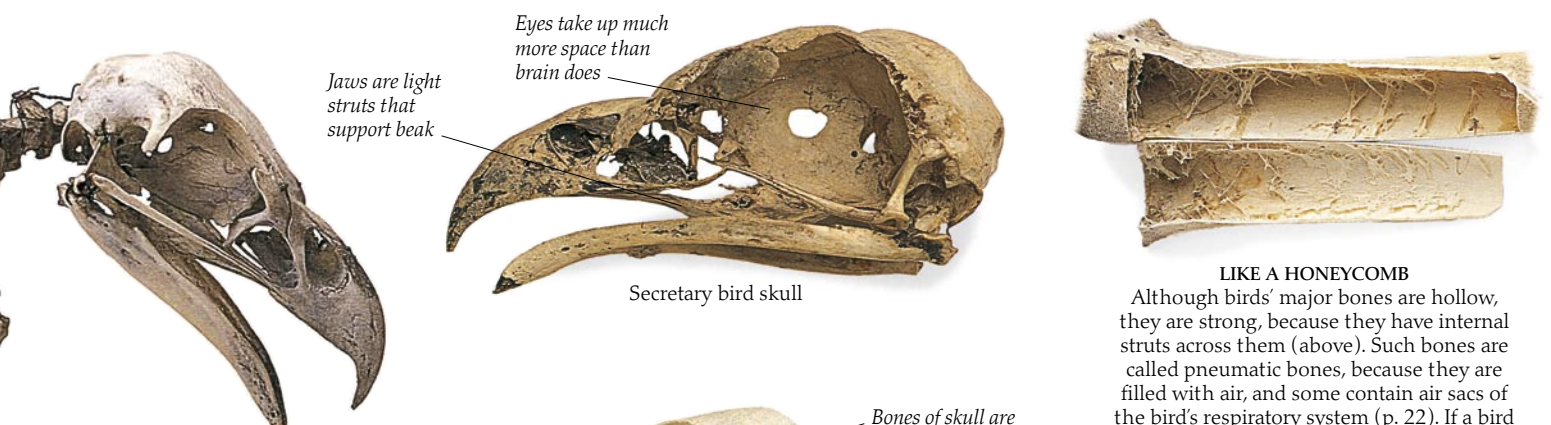 Eyes take up much
more space than
brain does
Jaws are light
struts that
support beak
Secretary bird skull
LIKE A HONEYCOMB
Although birds’ major bones are hollow,
they are strong, because they have internal
struts across them (above). Such bones are
called pneumatic bones, because they are
filled with air, and some contain air sacs of
the bird’s respiratory system (p. 22). If a bird
Bones of skull are